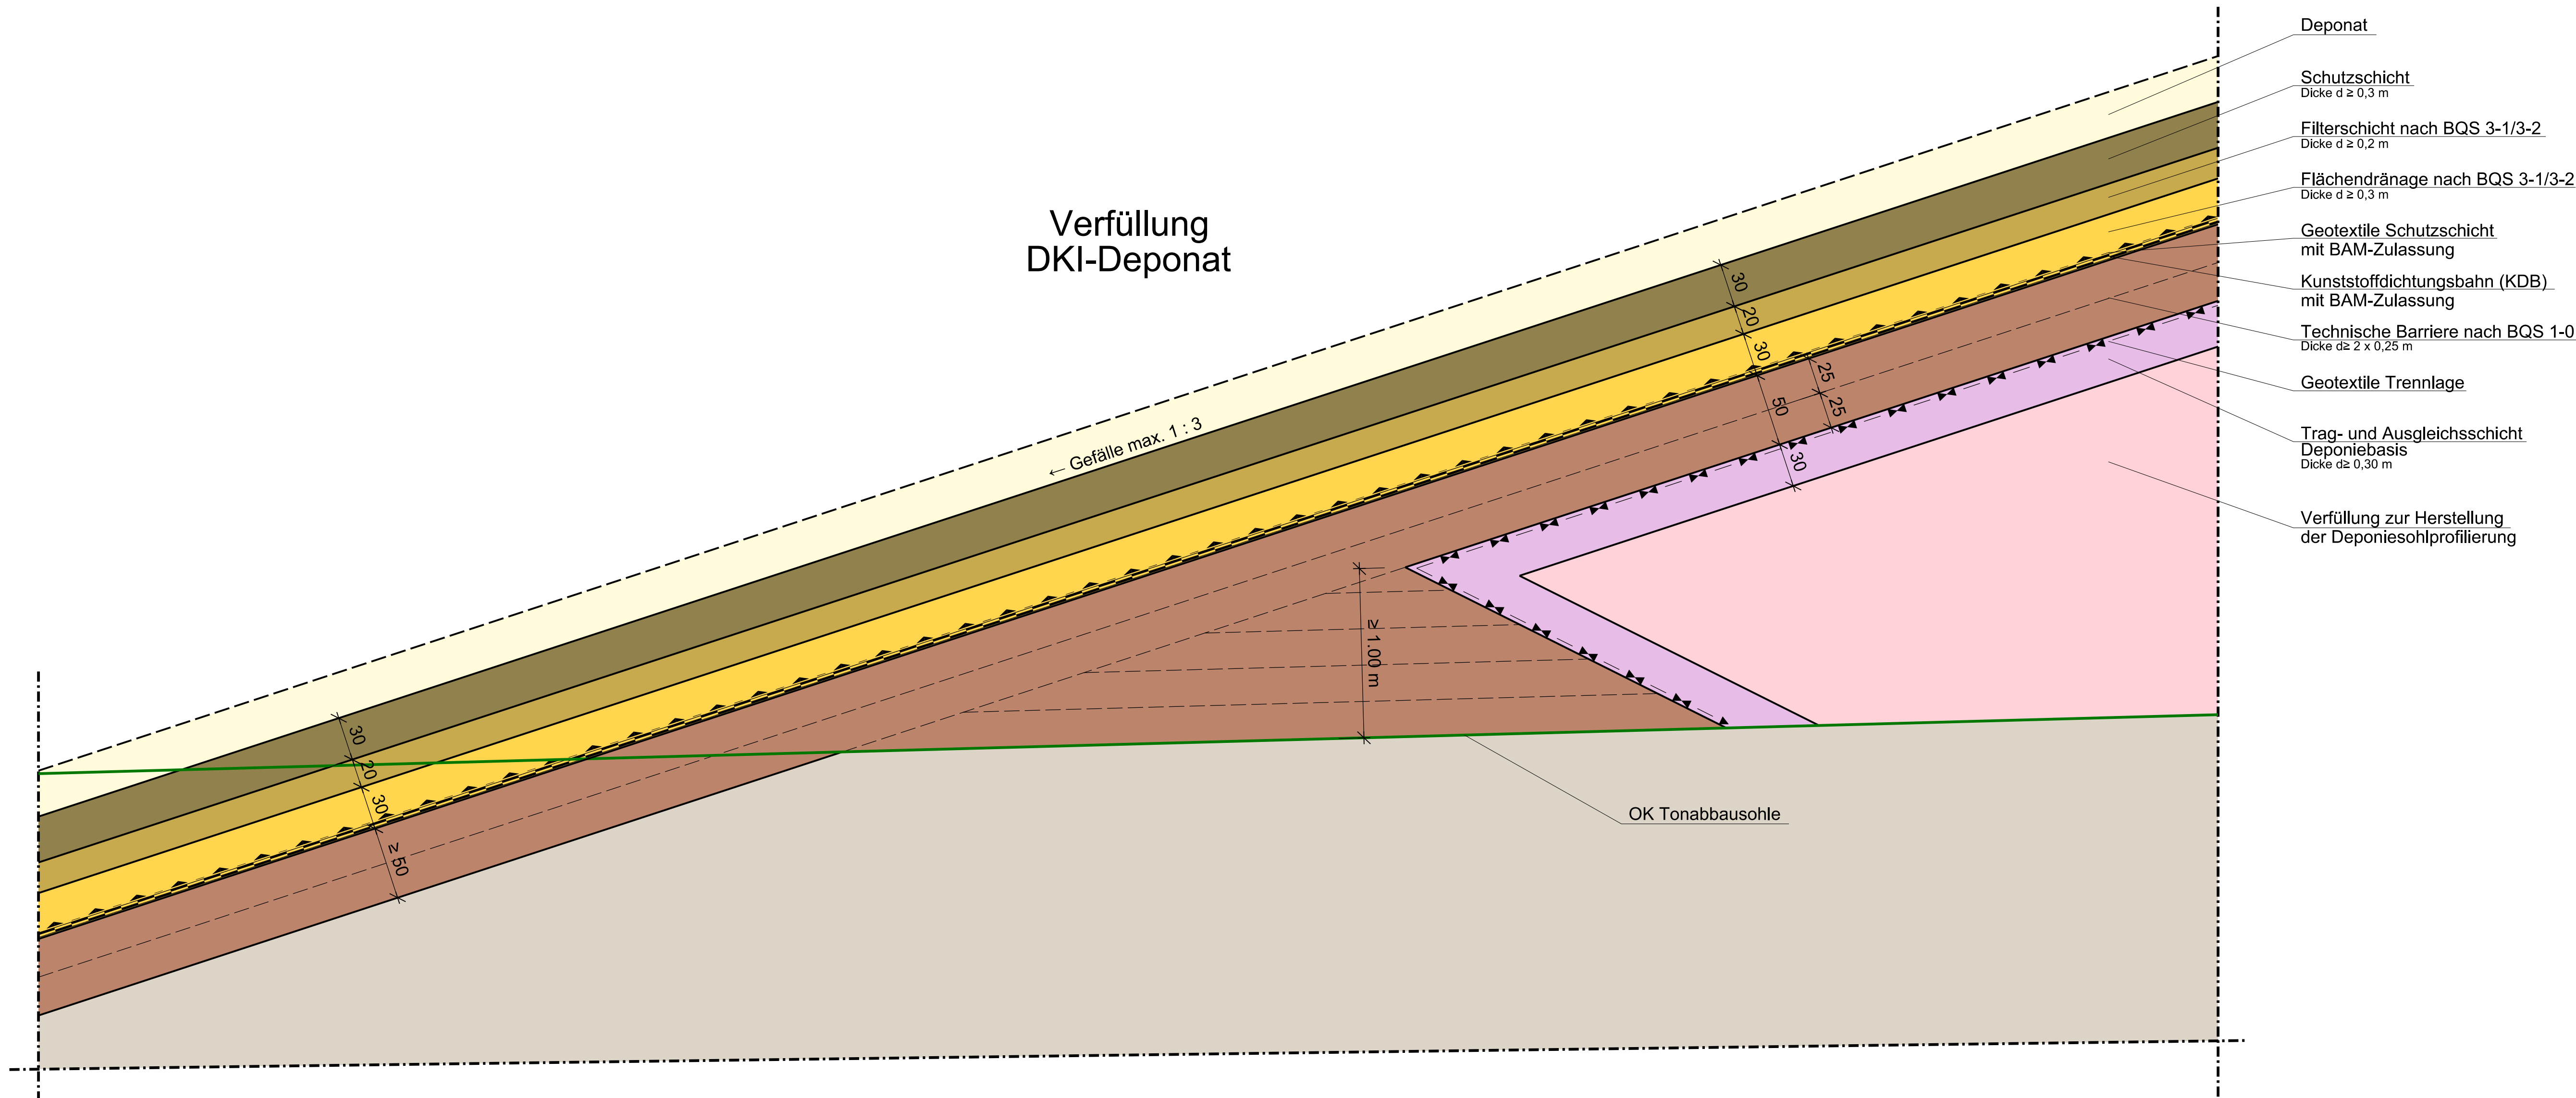 Verfüllung
DKI-Deponat
← Gefälle max. 1 : 3
30
20
30
50
25
25
30
≥ 1.00 m
30
20
30
≥ 50
OK Tonabbausohle
Deponat
Schutzschicht
Dicke d ≥ 0,3 m
Filterschicht nach BQS 3-1/3-2
Dicke d ≥ 0,2 m
Flächendränage nach BQS 3-1/3-2
Dicke d ≥ 0,3 m
Geotextile Schutzschicht
mit BAM-Zulassung
Kunststoffdichtungsbahn (KDB)
mit BAM-Zulassung
Technische Barriere nach BQS 1-0
Dicke d≥ 2 x 0,25 m
Geotextile Trennlage
Trag- und Ausgleichsschicht
Deponiebasis
Dicke d≥ 0,30 m
Verfüllung zur Herstellung
der Deponiesohlprofilierung